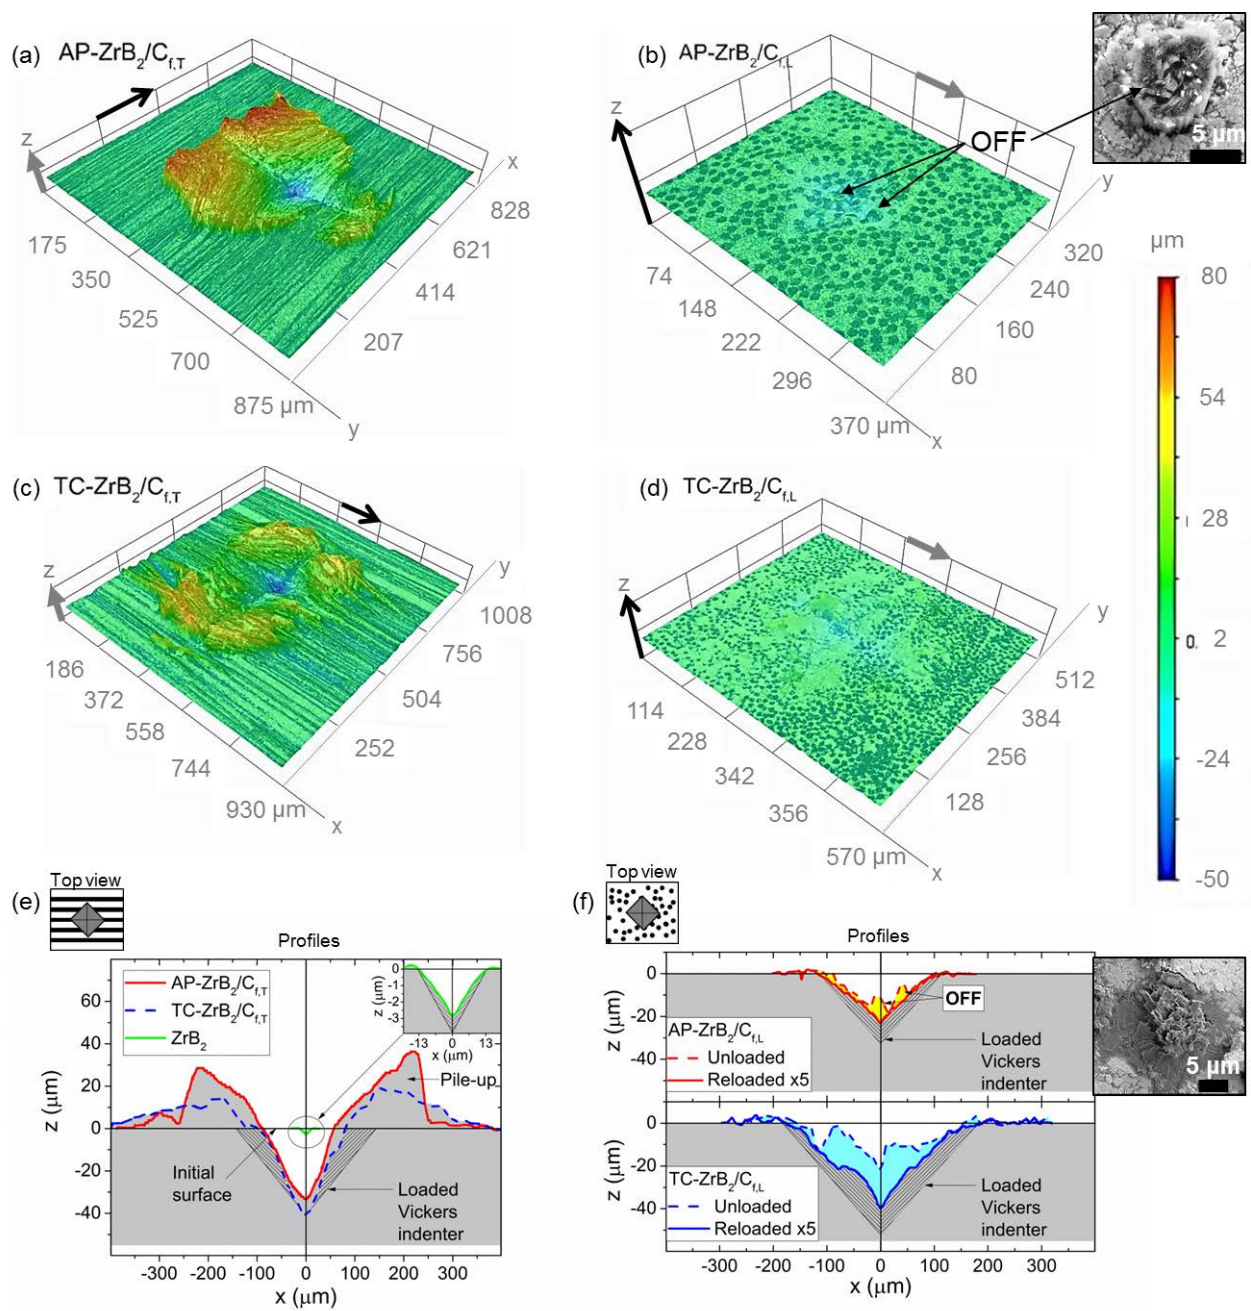 (a) AP-ZrB2/Cf,T
z
x
828
621
414
207
175
350
525
700
875 µm
y
(b) AP-ZrB2/Cf,L
OFF
5 µm
z
y
320
240
160
80
74
148
222
296
370 µm
x
(c) TC-ZrB2/Cf,T
z
y
1008
756
504
252
186
372
558
744
930 µm
x
(d) TC-ZrB2/Cf,L
z
y
512
384
256
128
114
228
342
356
570 µm
x
µm
80
54
28
0. 2
-24
-50
Top view
(e)
Profiles
AP-ZrB2/Cf,T
TC-ZrB2/Cf,T
ZrB2
z (µm)
0
-1
-2
-3
-13 0 13
x (µm)
Pile-up
Initial
surface
Loaded
Vickers
indenter
z (µm)
60
40
20
0
-20
-40
-300 -200 -100 0 100 200 300
x (µm)
Top view
(f)
Profiles
OFF
AP-ZrB2/Cf,L
Unloaded
Reloaded x5
Loaded
Vickers
indenter
z (µm)
0
-20
-40
5 µm
TC-ZrB2/Cf,L
Unloaded
Reloaded x5
Loaded
Vickers
indenter
z (µm)
0
-20
-40
-60
-300 -200 -100 0 100 200 300
x (µm)